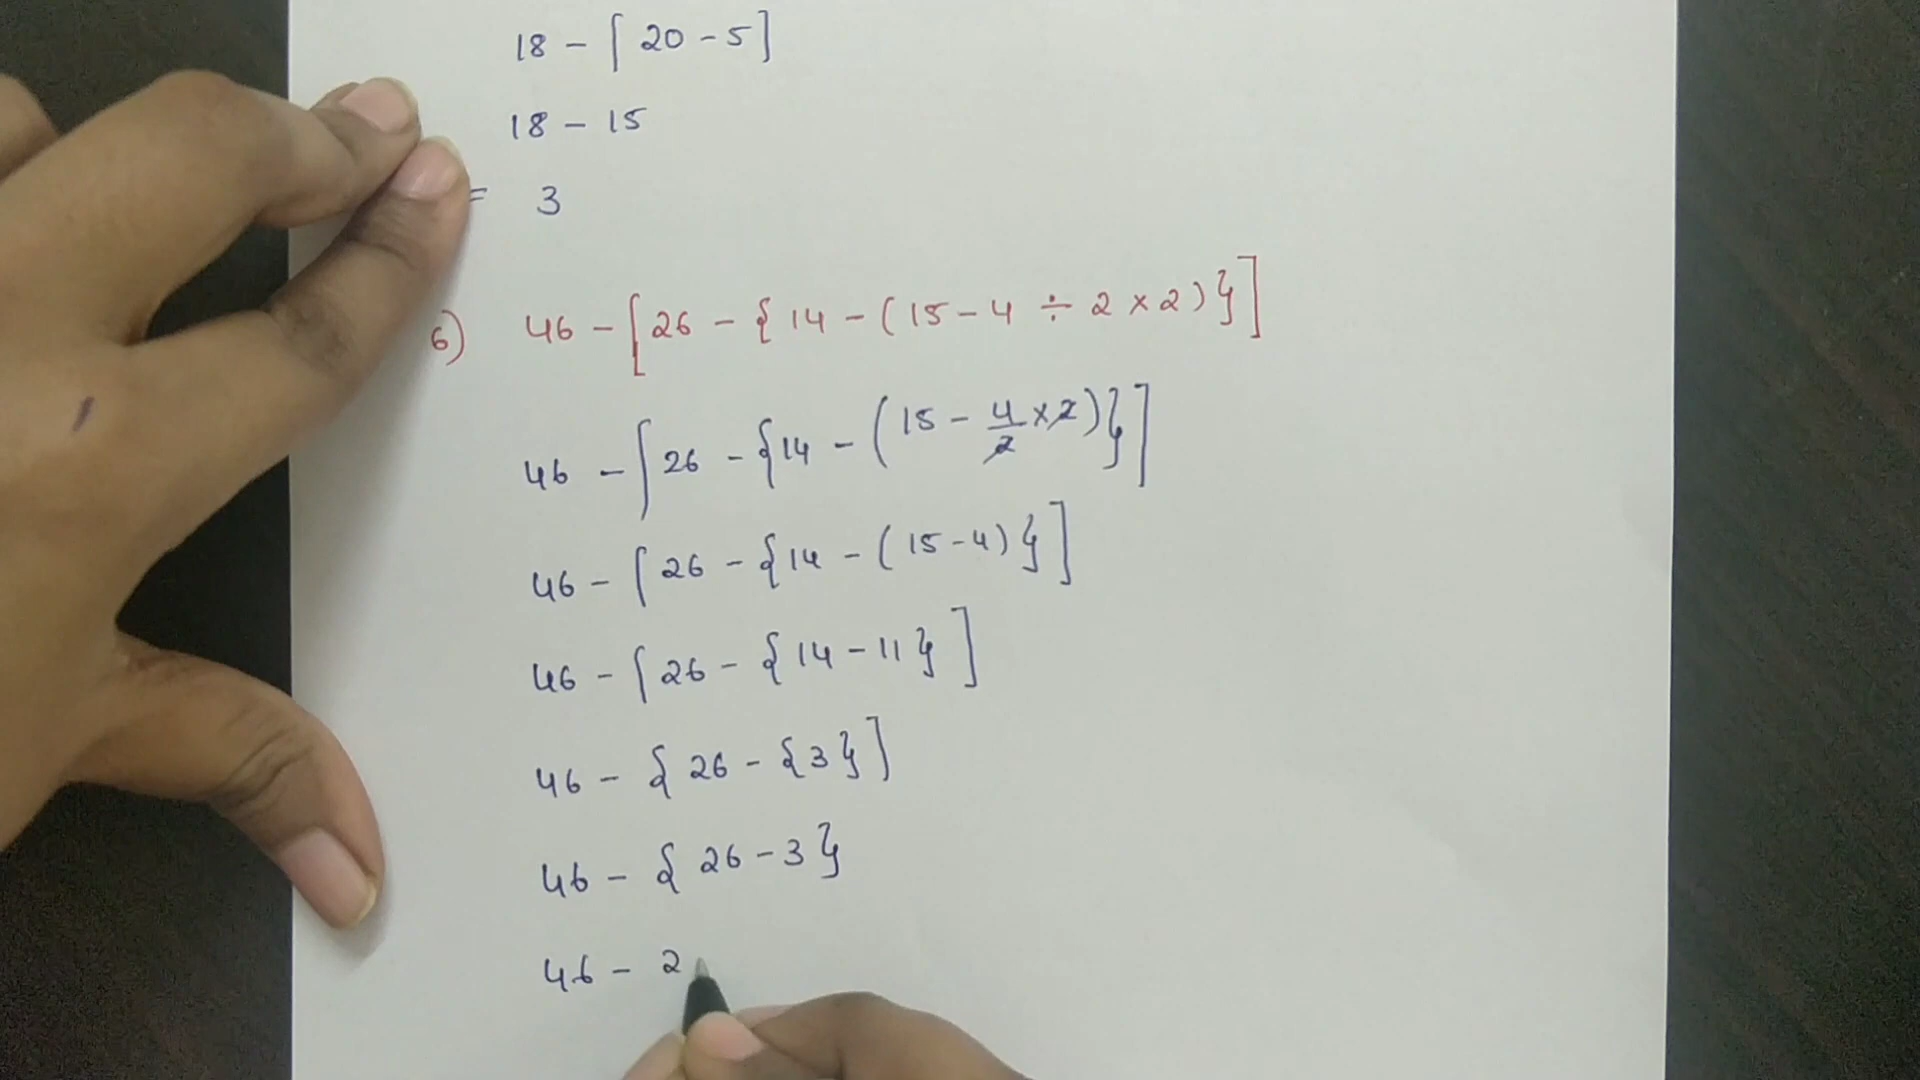 18 - [ 20 - 5 ]
18 - 15
= 3
6) 46 - [ 26 - { 14 - ( 15 - 4 ÷ 2 × 2 ) } ]
46 - [ 26 - { 14 - ( 15 - 4/2 × 2 ) } ]
46 - [ 26 - { 14 - ( 15 - 4 ) } ]
46 - [ 26 - { 14 - 11 } ]
46 - { 26 - { 3 } ]
46 - { 26 - 3 }
46 - 2